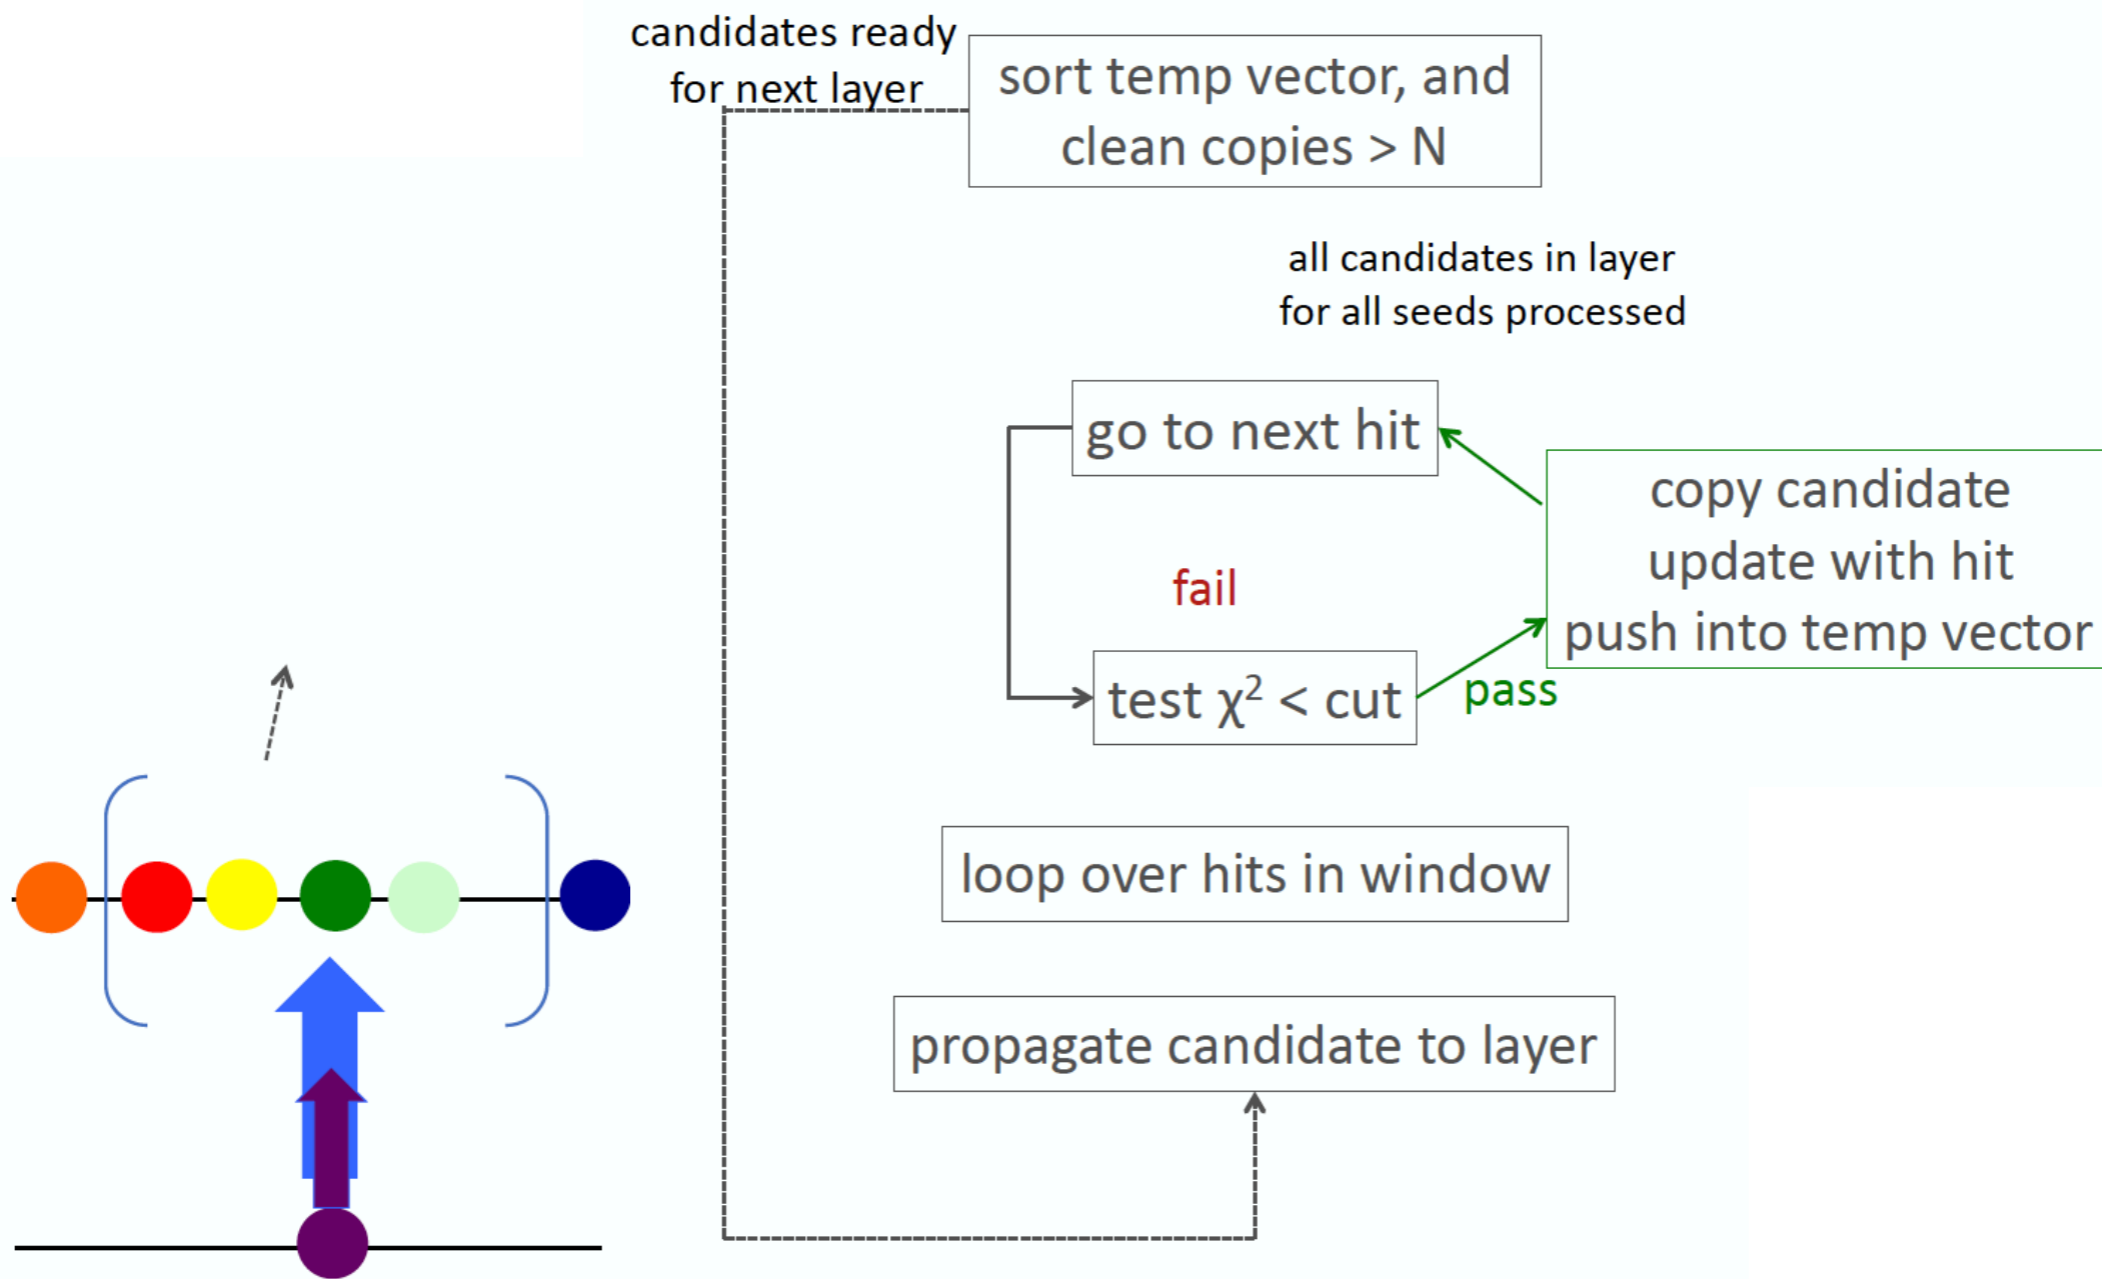 candidates ready
for next layer
sort temp vector, and
clean copies > N
all candidates in layer
for all seeds processed
go to next hit
copy candidate
update with hit
push into temp vector
fail
test χ² < cut
pass
loop over hits in window
propagate candidate to layer